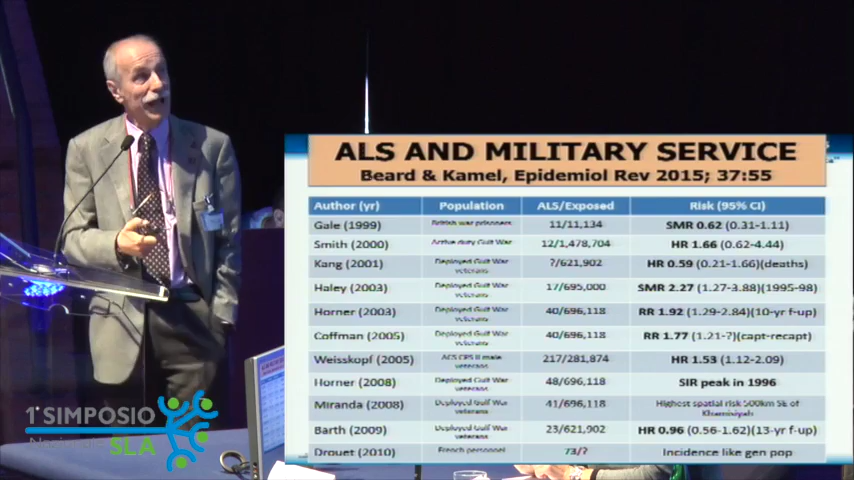 ALS AND MILITARY SERVICE
Beard & Kamel, Epidemiol Rev 2015; 37:55
Author (yr) Population ALS/Exposed Risk (95% CI)
Gale (1999) British war prisoners 11/11,134 SMR 0.62 (0.31-1.11)
Smith (2000) Active duty Gulf War 12/1,478,704 HR 1.66 (0.62-4.44)
Kang (2001) Deployed Gulf War veterans ?/621,902 HR 0.59 (0.21-1.66)(deaths)
Haley (2003) Deployed Gulf War veterans 17/695,000 SMR 2.27 (1.27-3.88)(1995-98)
Horner (2003) Deployed Gulf War veterans 40/696,118 RR 1.92 (1.29-2.84)(10-yr f-up)
Coffman (2005) Deployed Gulf War veterans 40/696,118 RR 1.77 (1.21-?)(capt-recapt)
Weisskopf (2005) ACS CPS II male veterans 217/281,874 HR 1.53 (1.12-2.09)
Horner (2008) Deployed Gulf War veterans 48/696,118 SIR peak in 1996
Miranda (2008) Deployed Gulf War veterans 41/696,118 Highest spatial risk 500km SE of Khamisiyah
Barth (2009) Deployed Gulf War veterans 23/621,902 HR 0.96 (0.56-1.62)(13-yr f-up)
Drouet (2010) French personnel 73/? Incidence like gen pop
1° SIMPOSIO
SLA